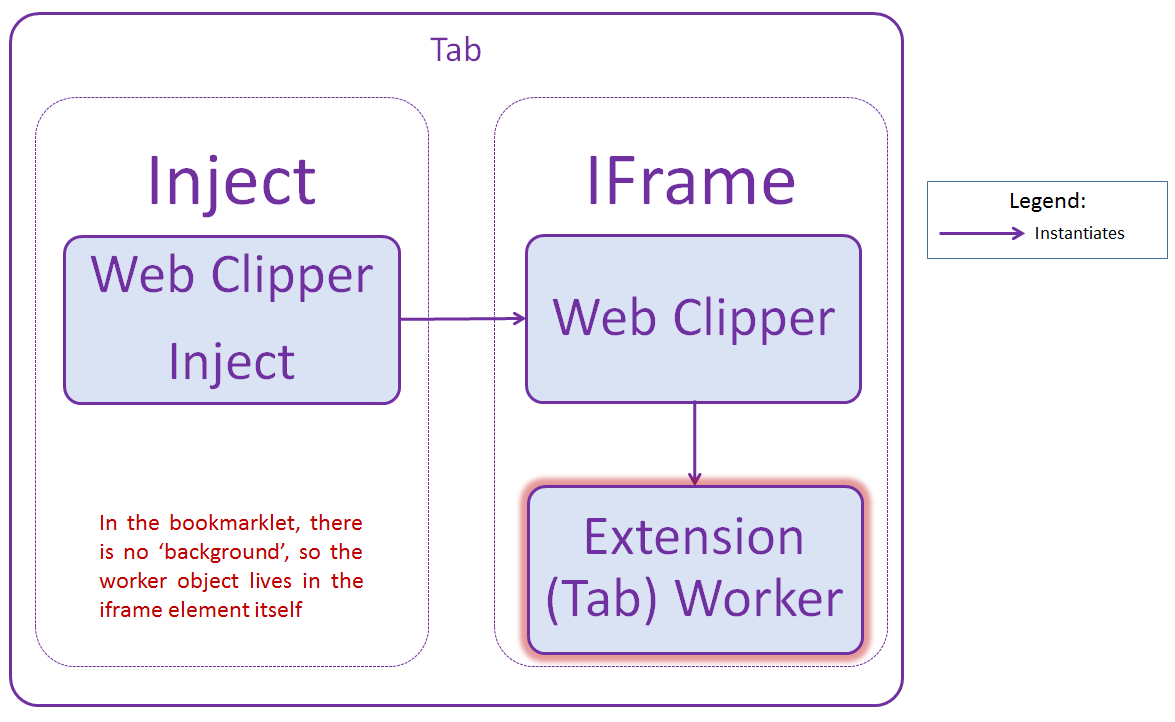 Tab
Inject
Web Clipper
Inject
In the bookmarklet, there
is no ‘background’, so the
worker object lives in the
iframe element itself
IFrame
Web Clipper
Extension
(Tab) Worker
Legend:
Instantiates